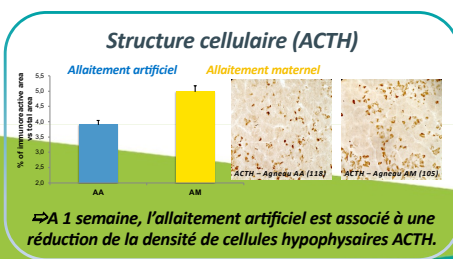 Structure cellulaire (ACTH)
Allaitement artificiel Allaitement maternel
% of immunoreactive area
vs total area
5,5
5,0
4,5
4,0
3,5
3,0
2,5
2,0
AA AM
ACTH – Agneau AA (118) ACTH – Agneau AM (105)
⇨A 1 semaine, l’allaitement artificiel est associé à une
réduction de la densité de cellules hypophysaires ACTH.